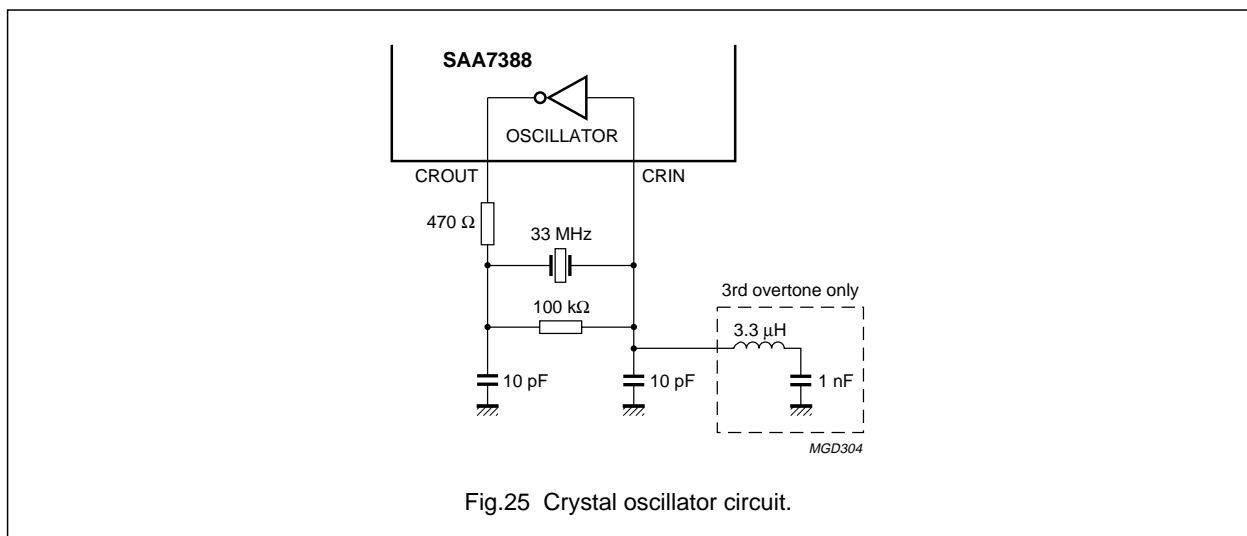 SAA7388
OSCILLATOR
CROUT
CRIN
470 Ω
33 MHz
3rd overtone only
100 kΩ
3.3 μH
10 pF
10 pF
1 nF
MGD304
Fig.25 Crystal oscillator circuit.